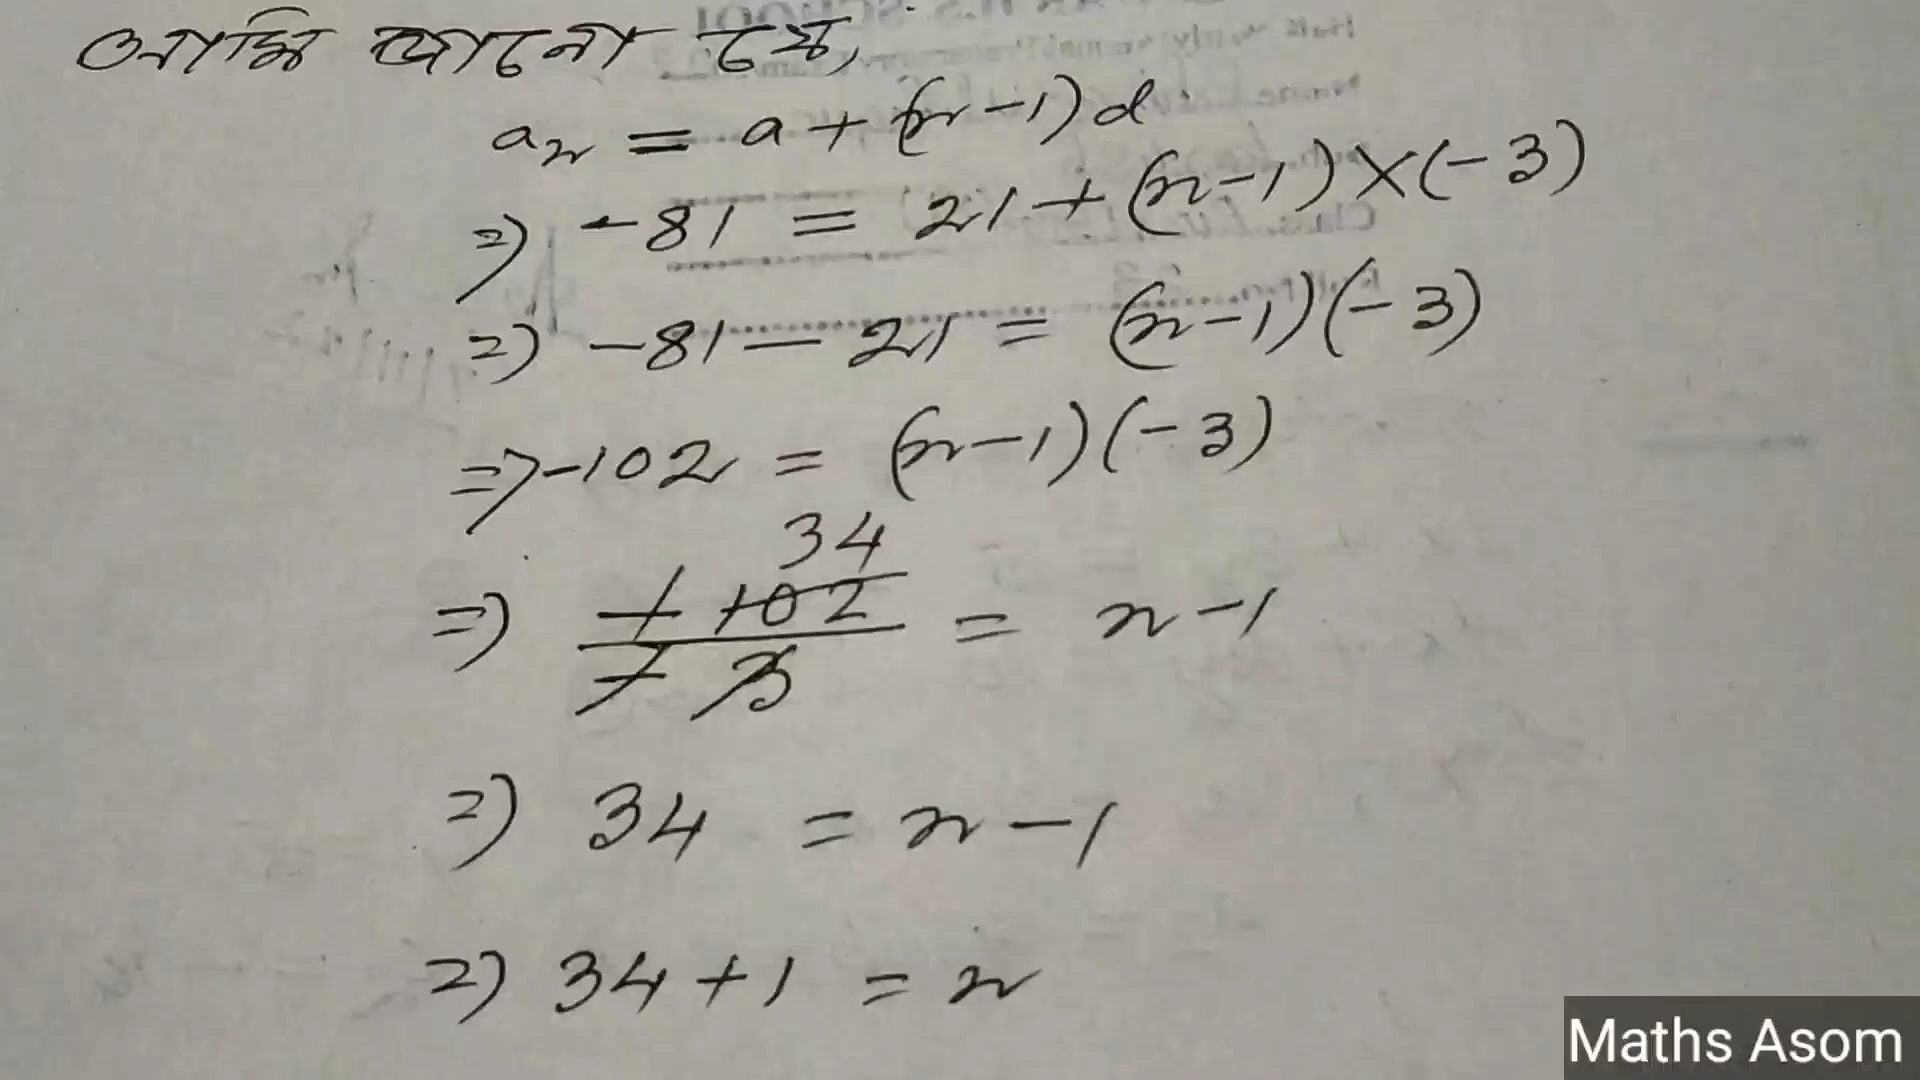 আমি জানো যে,
aₙ = a + (n-1)d
⇒ -81 = 21 + (n-1)×(-3)
⇒ -81 - 21 = (n-1)(-3)
⇒ -102 = (n-1)(-3)
34
⇒ -102/-3 = n-1
⇒ 34 = n-1
⇒ 34+1 = n
Maths Asom